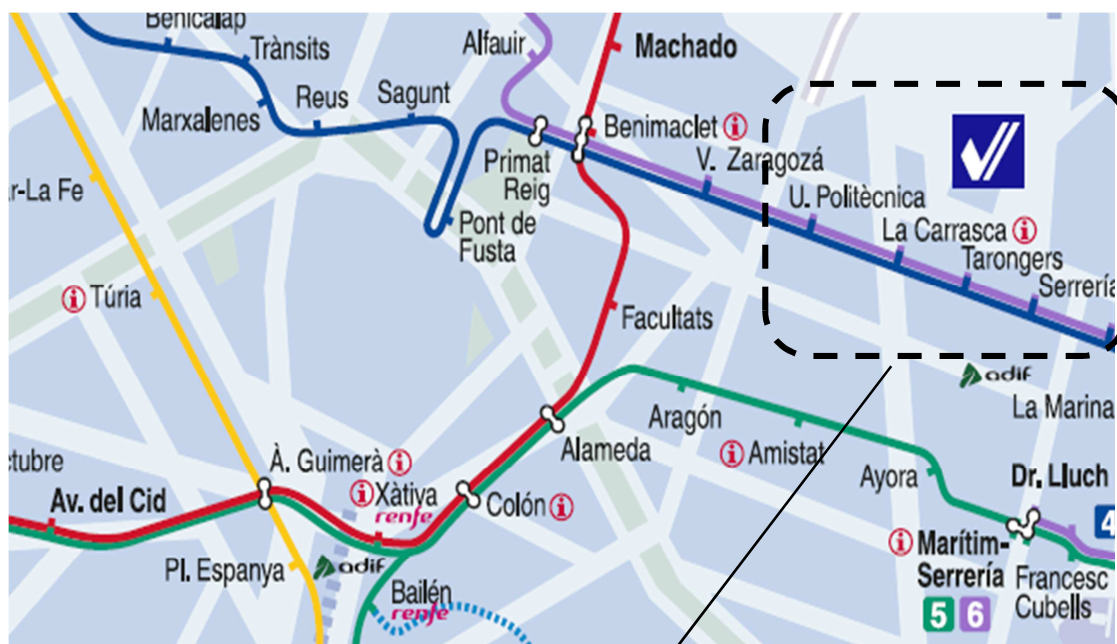 Benicalap
Trànsits
Alfauir
Machado
Marxalenes
Reus
Sagunt
Benimaclet i
Primat
Reig
V. Zaragozá
U. Politècnica
La Carrasca i
Tarongers
Serrería
r-La Fe
Pont de
Fusta
i Túria
Facultats
adif
La Marina
Aragón
Alameda
i Amistat
Ayora
Dr. Lluch
4
ctubre
À. Guimerà i
Av. del Cid
i Xàtiva
renfe
Colón i
Pl. Espanya
adif
Bailén
renfe
i Marítim-
Serrería
5 6
Francesc
Cubells